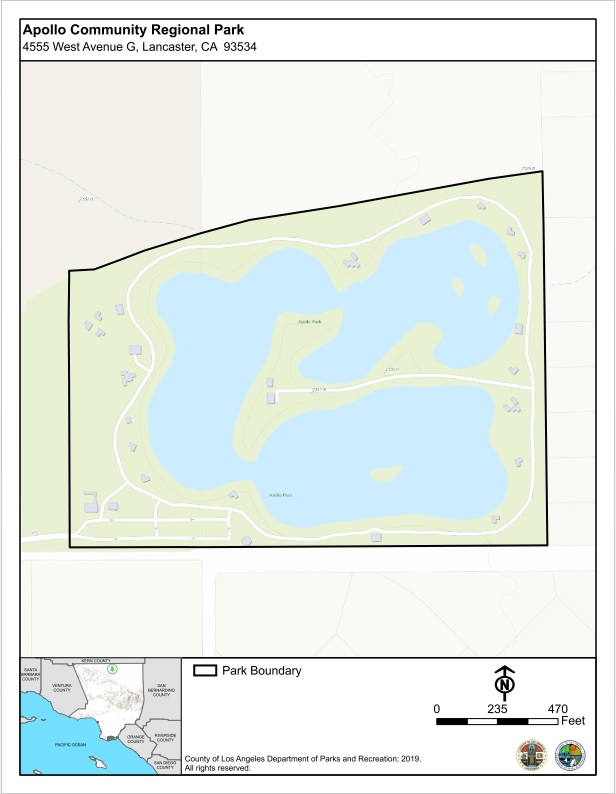 Apollo Community Regional Park
4555 West Avenue G, Lancaster, CA  93534
Apollo Park
Apollo Park
KERN COUNTY
SANTA
BARBARA
COUNTY
VENTURA
COUNTY
SAN
BERNARDINO
COUNTY
ORANGE
COUNTY
RIVERSIDE
COUNTY
SAN DIEGO
COUNTY
PACIFIC OCEAN
Park Boundary
N
0 235 470
Feet
County of Los Angeles Department of Parks and Recreation; 2019.
All rights reserved.